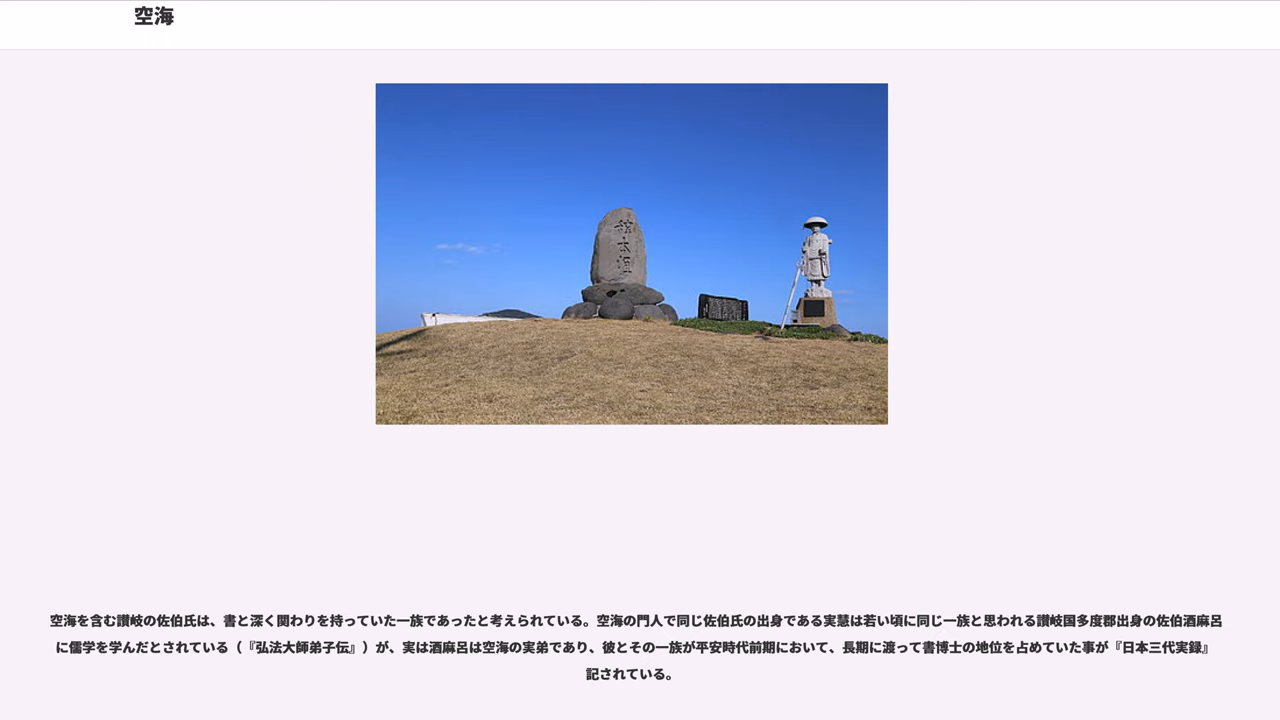 空海
辞本涯
空海を含む讃岐の佐伯氏は、書と深く関わりを持っていた一族であったと考えられている。空海の門人で同じ佐伯氏の出身である実慧は若い頃に同じ一族と思われる讃岐国多度郡出身の佐伯酒麻呂
に儒学を学んだとされている（『弘法大師弟子伝』）が、実は酒麻呂は空海の実弟であり、彼とその一族が平安時代前期において、長期に渡って書博士の地位を占めていた事が『日本三代実録』
記されている。